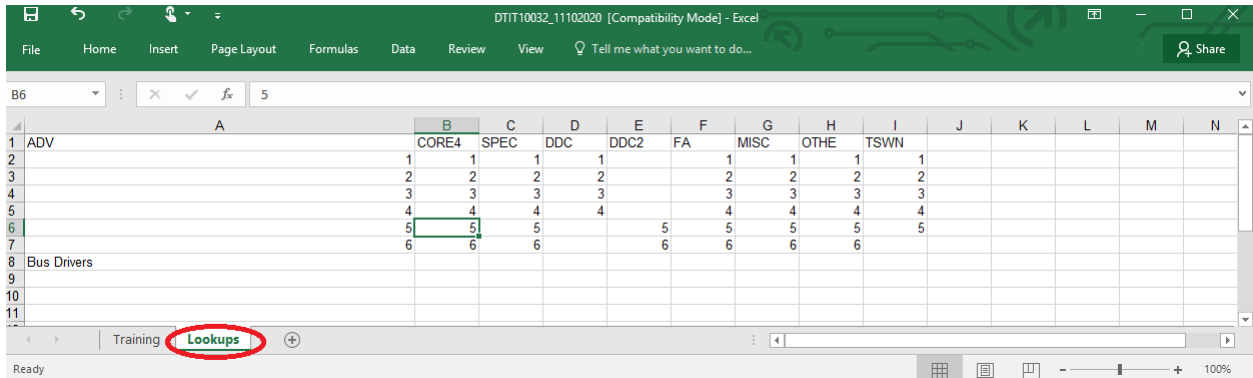 DTIT10032_11102020 [Compatibility Mode] - Excel
File Home Insert Page Layout Formulas Data Review View Tell me what you want to do... Share
B6 fx 5
A B C D E F G H I J K L M N
1 ADV CORE4 SPEC DDC DDC2 FA MISC OTHE TSWN
2 1 1 1 1 1 1 1 1
3 2 2 2 2 2 2 2 2
4 3 3 3 3 3 3 3 3
5 4 4 4 4 4 4 4 4
6 5 5 5 5 5 5 5 5
7 6 6 6 6 6 6 6
8 Bus Drivers
9
10
11
Training Lookups
Ready 100%